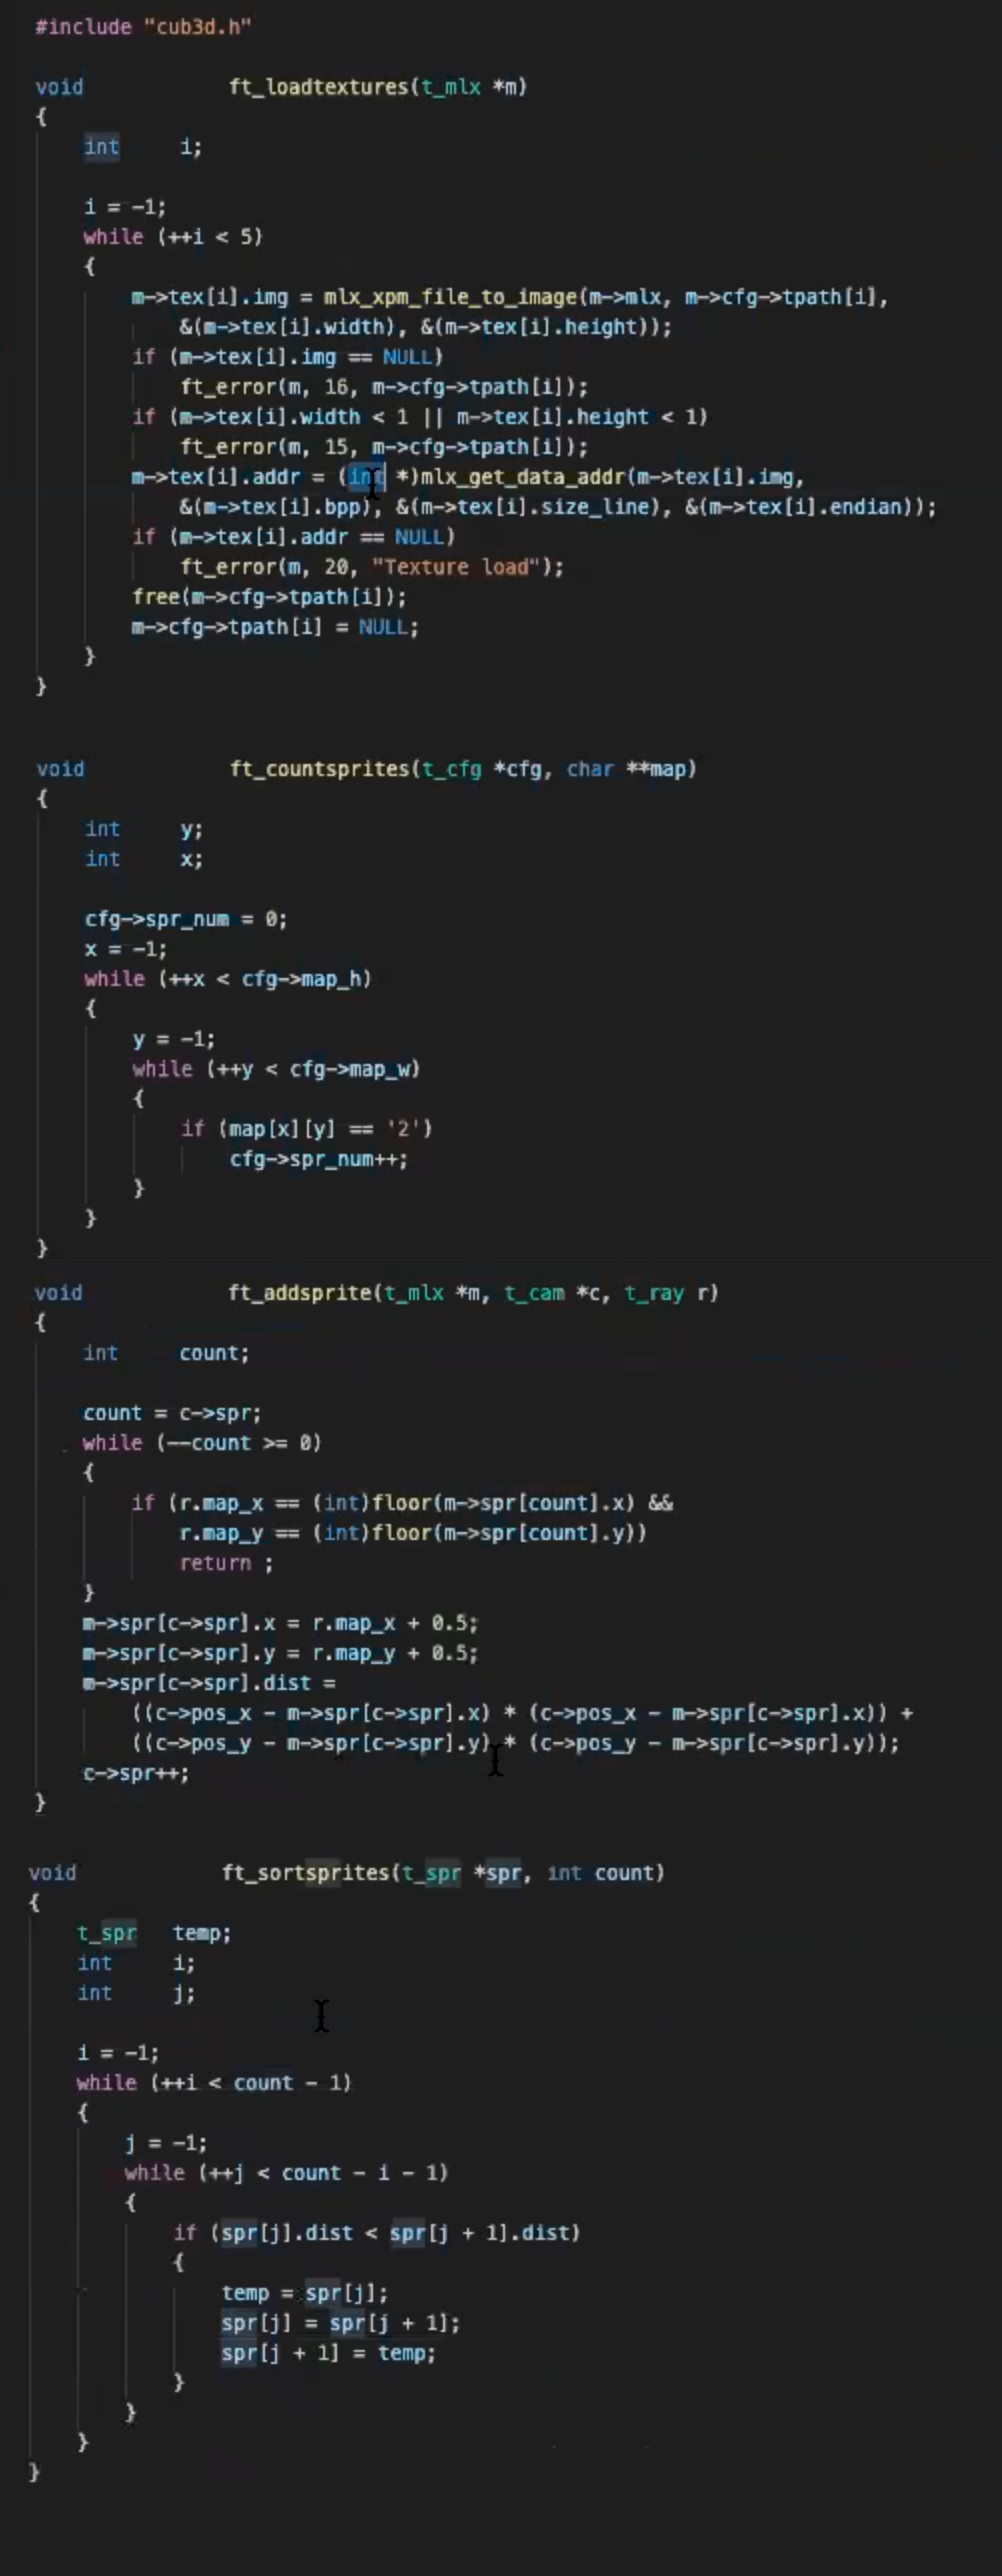 #include "cub3d.h"
void ft_loadtextures(t_mlx *m)
{
int i;
i = -1;
while (++i < 5)
{
m->tex[i].img = mlx_xpm_file_to_image(m->mlx, m->cfg->tpath[i],
&(m->tex[i].width), &(m->tex[i].height));
if (m->tex[i].img == NULL)
ft_error(m, 16, m->cfg->tpath[i]);
if (m->tex[i].width < 1 || m->tex[i].height < 1)
ft_error(m, 15, m->cfg->tpath[i]);
m->tex[i].addr = (int *)mlx_get_data_addr(m->tex[i].img,
&(m->tex[i].bpp), &(m->tex[i].size_line), &(m->tex[i].endian));
if (m->tex[i].addr == NULL)
ft_error(m, 20, "Texture load");
free(m->cfg->tpath[i]);
m->cfg->tpath[i] = NULL;
}
}
void ft_countsprites(t_cfg *cfg, char **map)
{
int y;
int x;
cfg->spr_num = 0;
x = -1;
while (++x < cfg->map_h)
{
y = -1;
while (++y < cfg->map_w)
{
if (map[x][y] == '2')
cfg->spr_num++;
}
}
}
void ft_addsprite(t_mlx *m, t_cam *c, t_ray r)
{
int count;
count = c->spr;
while (--count >= 0)
{
if (r.map_x == (int)floor(m->spr[count].x) &&
r.map_y == (int)floor(m->spr[count].y))
return ;
}
m->spr[c->spr].x = r.map_x + 0.5;
m->spr[c->spr].y = r.map_y + 0.5;
m->spr[c->spr].dist =
((c->pos_x - m->spr[c->spr].x) * (c->pos_x - m->spr[c->spr].x)) +
((c->pos_y - m->spr[c->spr].y) * (c->pos_y - m->spr[c->spr].y));
c->spr++;
}
void ft_sortsprites(t_spr *spr, int count)
{
t_spr temp;
int i;
int j;
i = -1;
while (++i < count - 1)
{
j = -1;
while (++j < count - i - 1)
{
if (spr[j].dist < spr[j + 1].dist)
{
temp = spr[j];
spr[j] = spr[j + 1];
spr[j + 1] = temp;
}
}
}
}